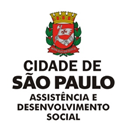 CIDADE DE
SÃO PAULO
ASSISTÊNCIA E
DESENVOLVIMENTO
SOCIAL